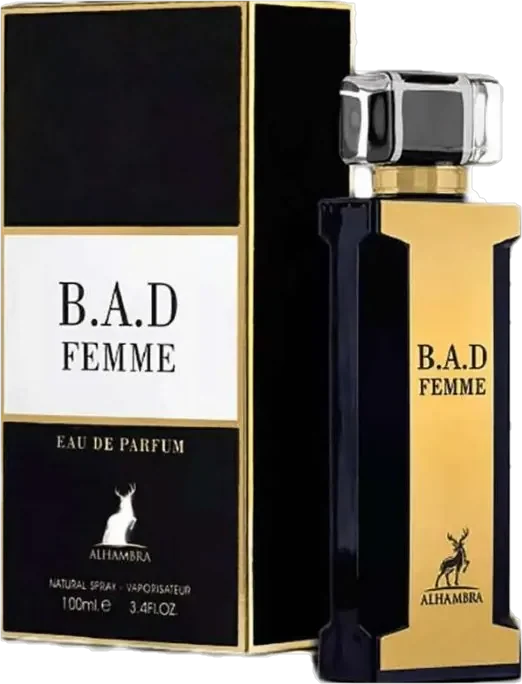 B.A.D
FEMME
EAU DE PARFUM
ALHAMBRA
NATURAL SPRAY - VAPORISATEUR
100ml.e 3.4FL.OZ.
B.A.D
FEMME
ALHAMBRA